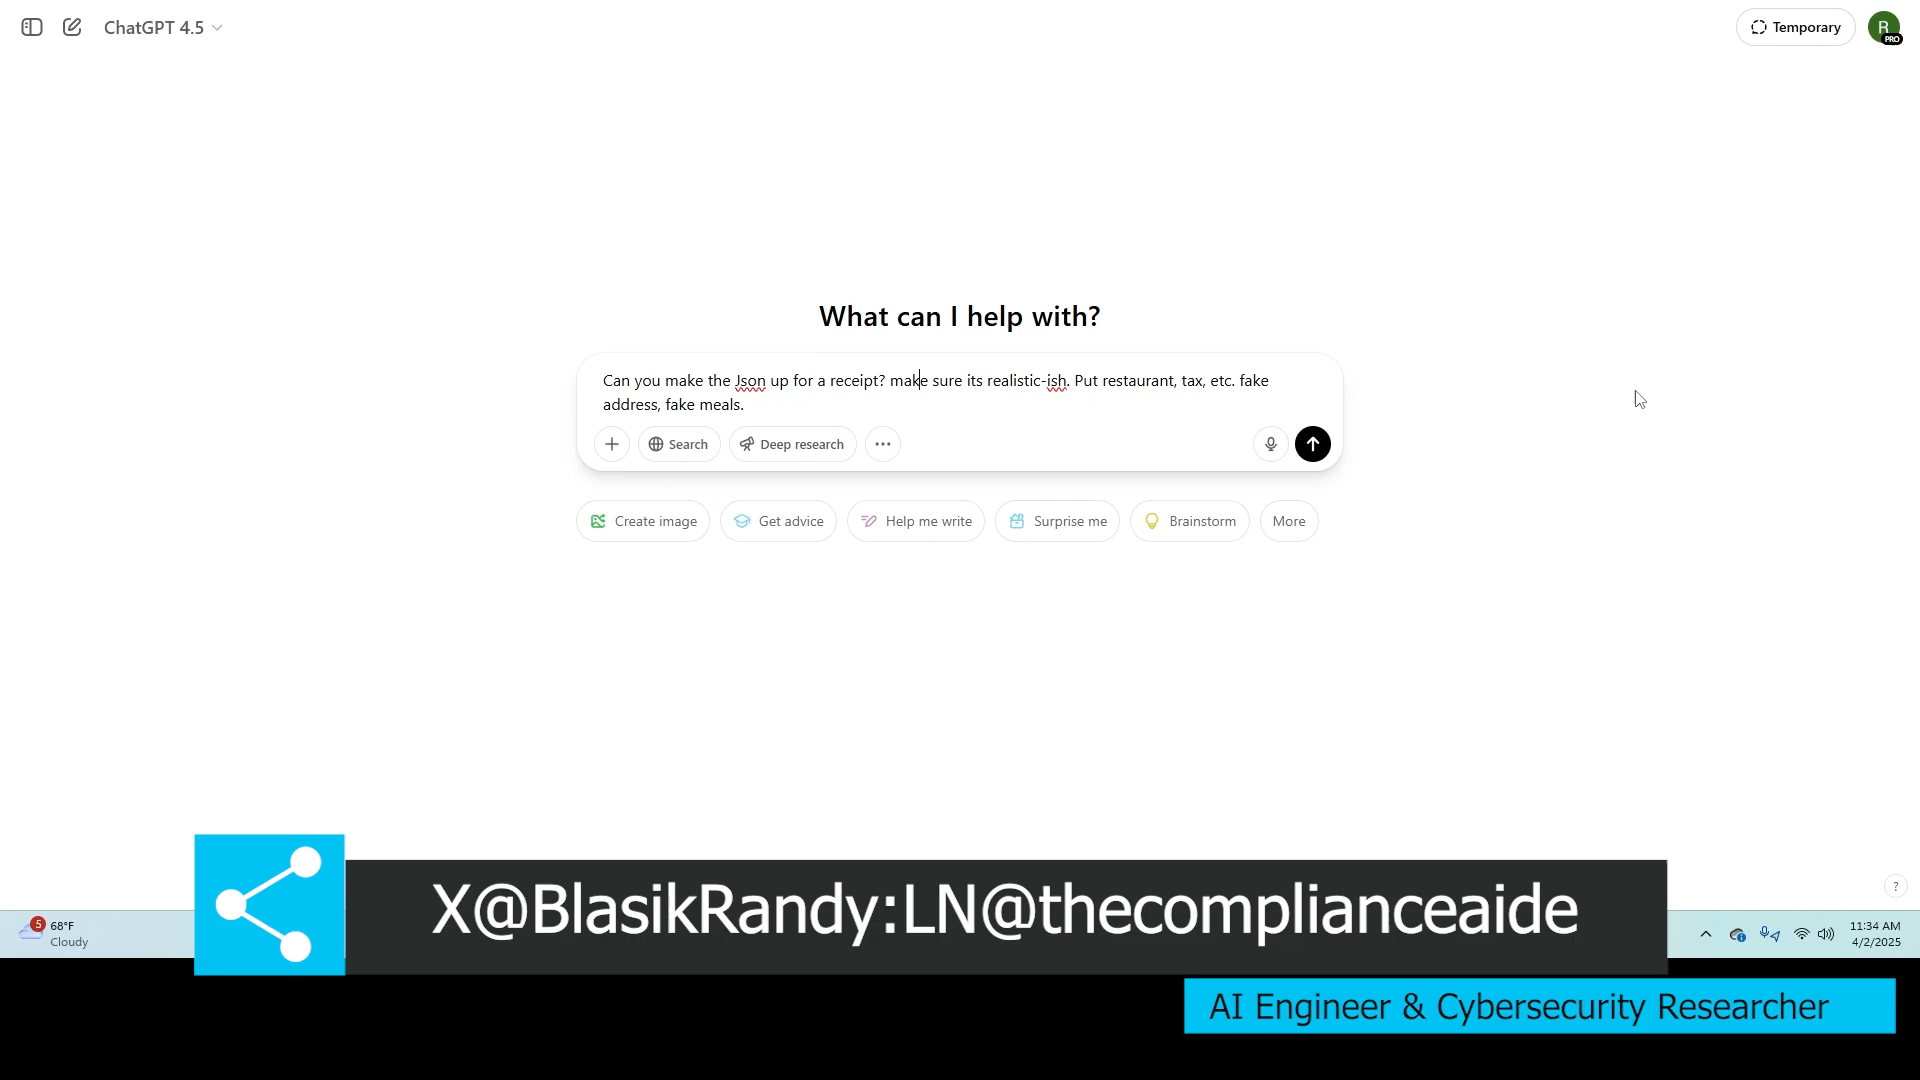 ChatGPT 4.5
Temporary
R
PRO
What can I help with?
Can you make the Json up for a receipt? make sure its realistic-ish. Put restaurant, tax, etc. fake
address, fake meals.
Search
Deep research
Create image
Get advice
Help me write
Surprise me
Brainstorm
More
?
X@BlasikRandy:LN@thecomplianceaide
5
68°F
Cloudy
11:34 AM
4/2/2025
AI Engineer & Cybersecurity Researcher